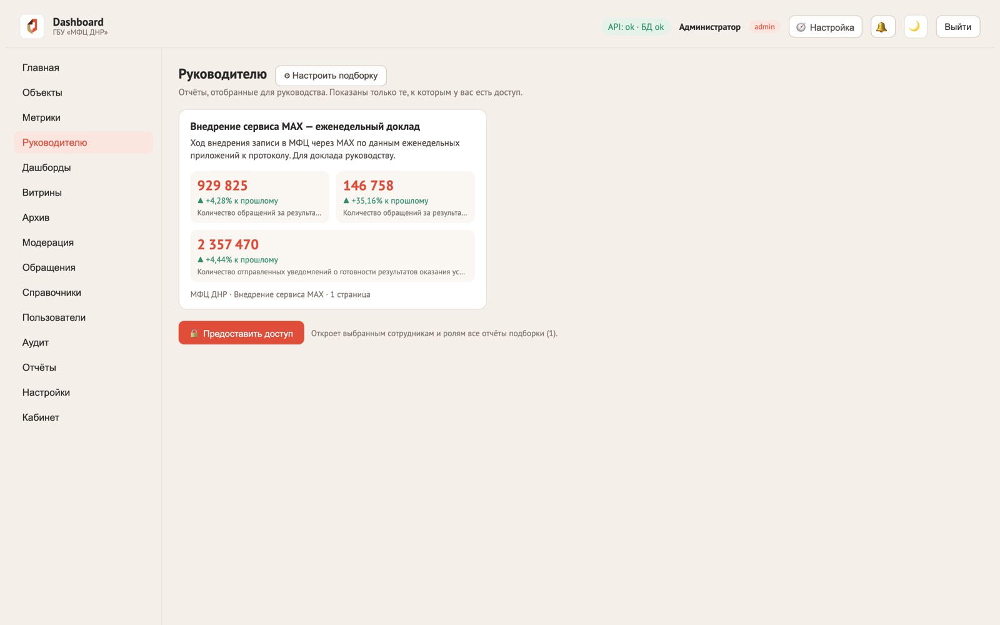 Dashboard
ГБУ «МФЦ ДНР»
API: ok · БД ok
Администратор
admin
Настройка
Выйти
Главная
Объекты
Метрики
Руководителю
Дашборды
Витрины
Архив
Модерация
Обращения
Справочники
Пользователи
Аудит
Отчёты
Настройки
Кабинет
Руководителю
Настроить подборку
Отчёты, отобранные для руководства. Показаны только те, к которым у вас есть доступ.
Внедрение сервиса MAX — еженедельный доклад
Ход внедрения записи в МФЦ через MAX по данным еженедельных
приложений к протоколу. Для доклада руководству.
929 825
▲ +4,28% к прошлому
Количество обращений за результа...
146 758
▲ +35,16% к прошлому
Количество обращений за результа...
2 357 470
▲ +4,44% к прошлому
Количество отправленных уведомлений о готовности результатов оказания ус...
МФЦ ДНР · Внедрение сервиса MAX · 1 страница
Предоставить доступ
Откроет выбранным сотрудникам и ролям все отчёты подборки (1).